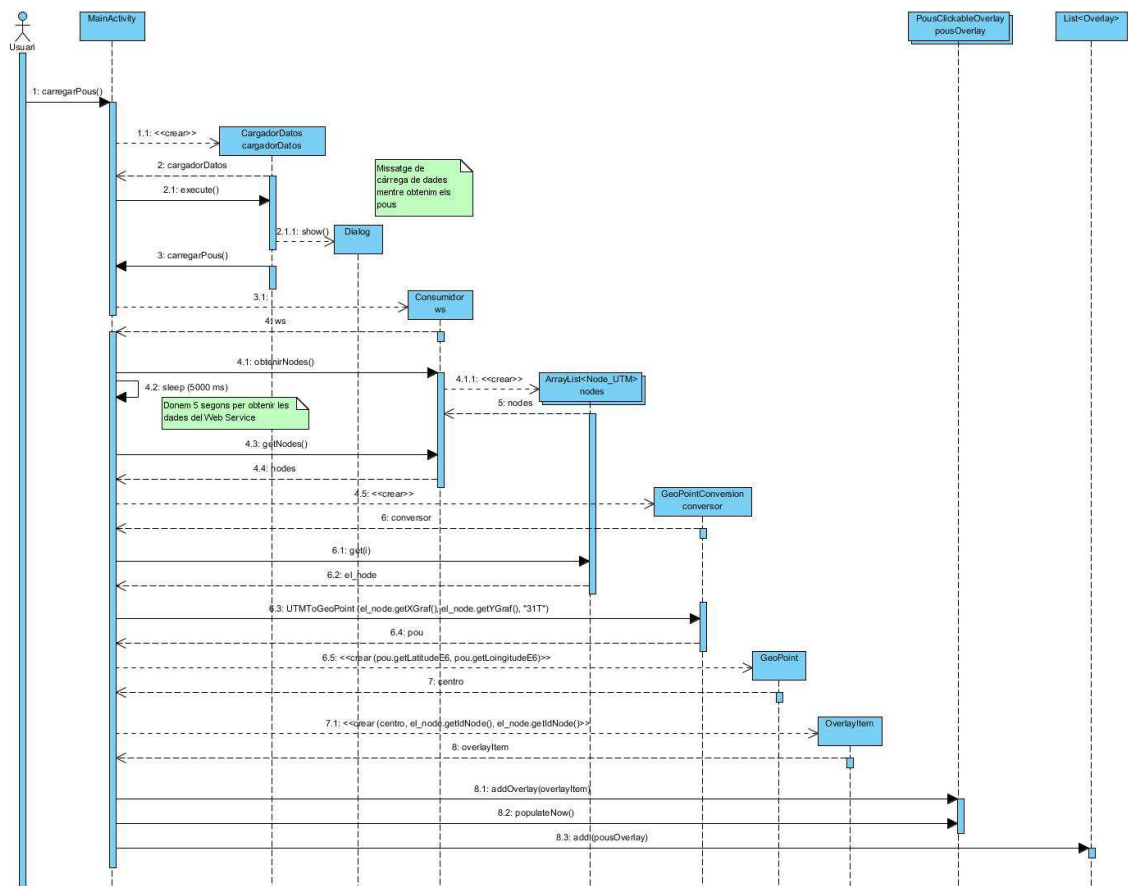 Usuari
MainActivity
PousClickableOverlay
pousOverlay
List<Overlay>
1: carregarPous()
1.1: <<crear>>
CargadorDatos
cargadorDatos
2: cargadorDatos
Missatge de
càrrega de dades
mentre obtenim els
pous
2.1: execute()
2.1.1: show()
Dialog
3: carregarPous()
3.1:
Consumidor
ws
4: ws
4.1: obtenirNodes()
4.1.1: <<crear>>
ArrayList<Node_UTM>
nodes
4.2: sleep (5000 ms)
5: nodes
Donem 5 segons per obtenir les
dades del Web Service
4.3: getNodes()
4.4: nodes
4.5: <<crear>>
GeoPointConversion
conversor
6: conversor
6.1: get(i)
6.2: el_node
6.3: UTMToGeoPoint (el_node.getXGraf(), el_node.getYGraf(), "31T")
6.4: pou
6.5: <<crear (pou.getLatitudeE6, pou.getLoingitudeE6)>>
GeoPoint
7: centro
7.1: <<crear (centro, el_node.getIdNode(), el_node.getIdNode()>>
OverlayItem
8: overlayItem
8.1: addOverlay(overlayItem)
8.2: populateNow()
8.3: addl(pousOverlay)